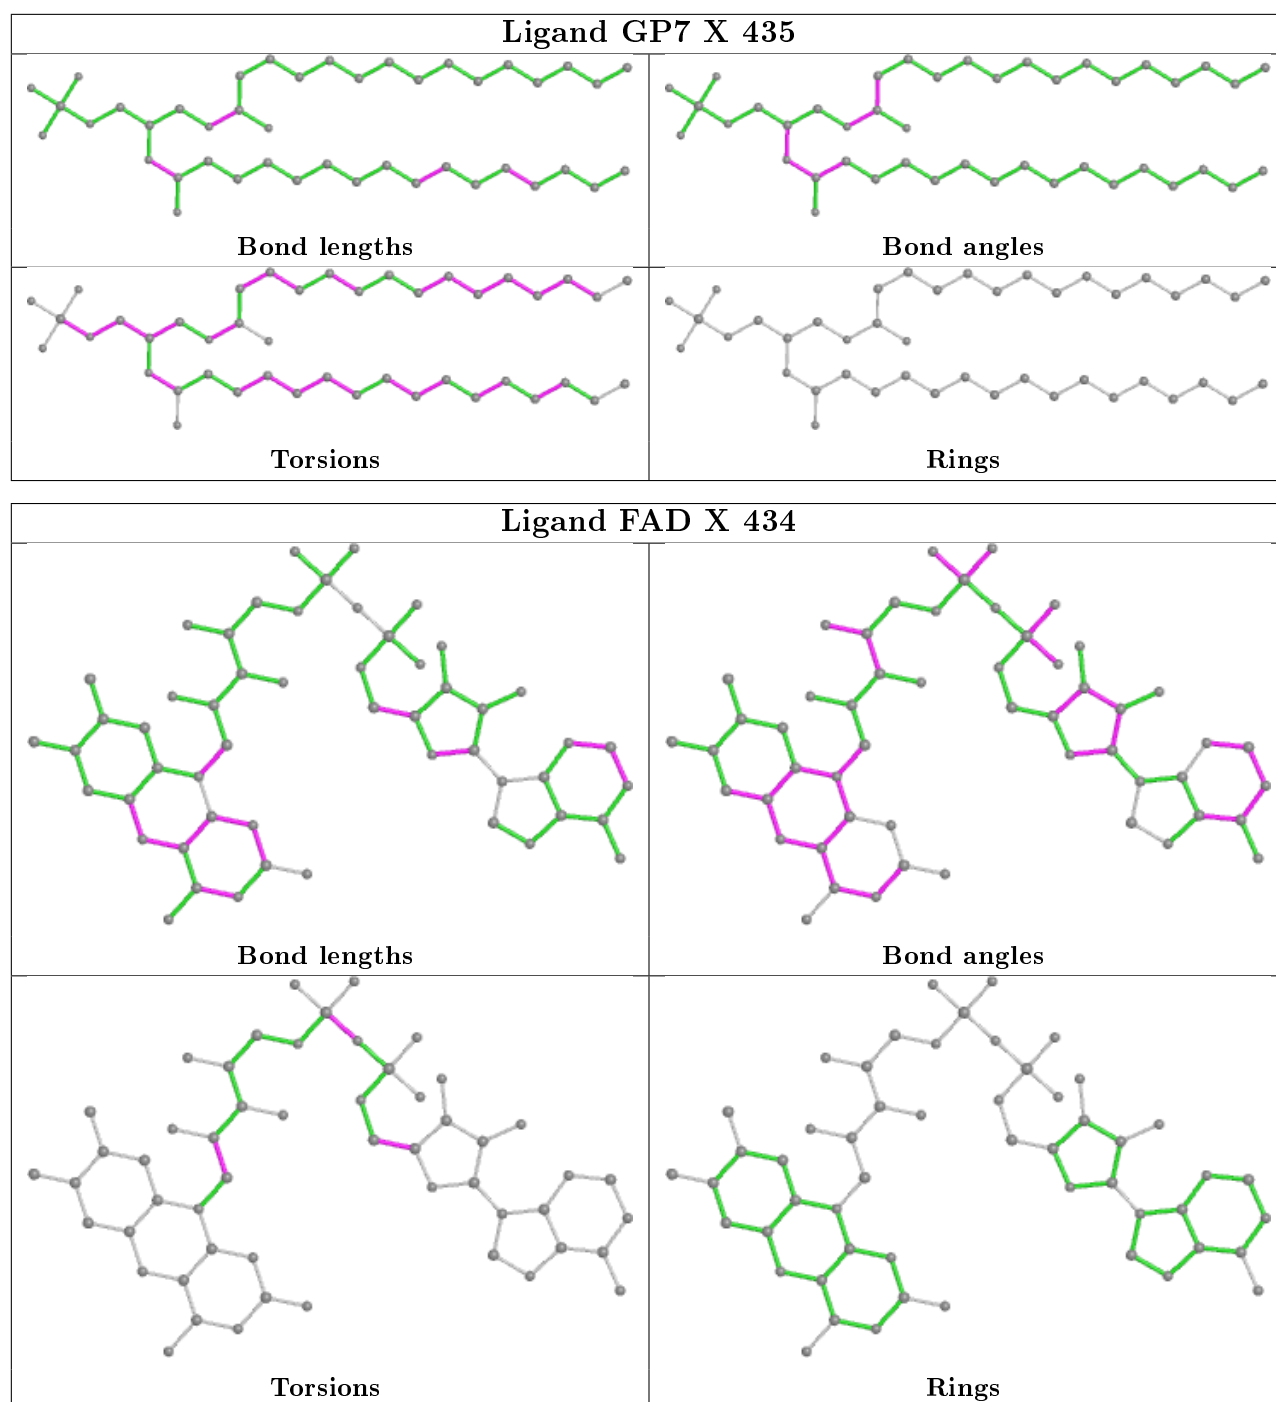 Ligand GP7 X 435
Bond lengths
Bond angles
Torsions
Rings
Ligand FAD X 434
Bond lengths
Bond angles
Torsions
Rings